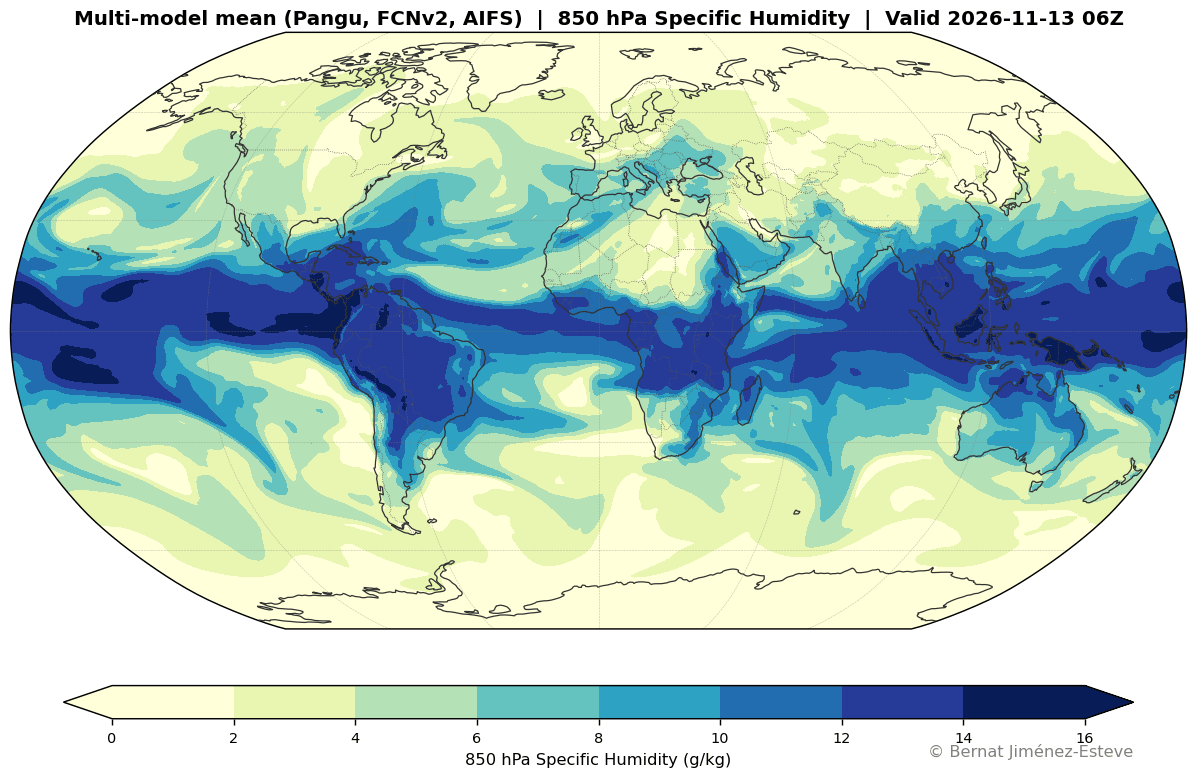 Multi-model mean (Pangu, FCNv2, AIFS) | 850 hPa Specific Humidity | Valid 2026-11-13 06Z
0 2 4 6 8 10 12 14 16
850 hPa Specific Humidity (g/kg)
© Bernat Jiménez-Esteve